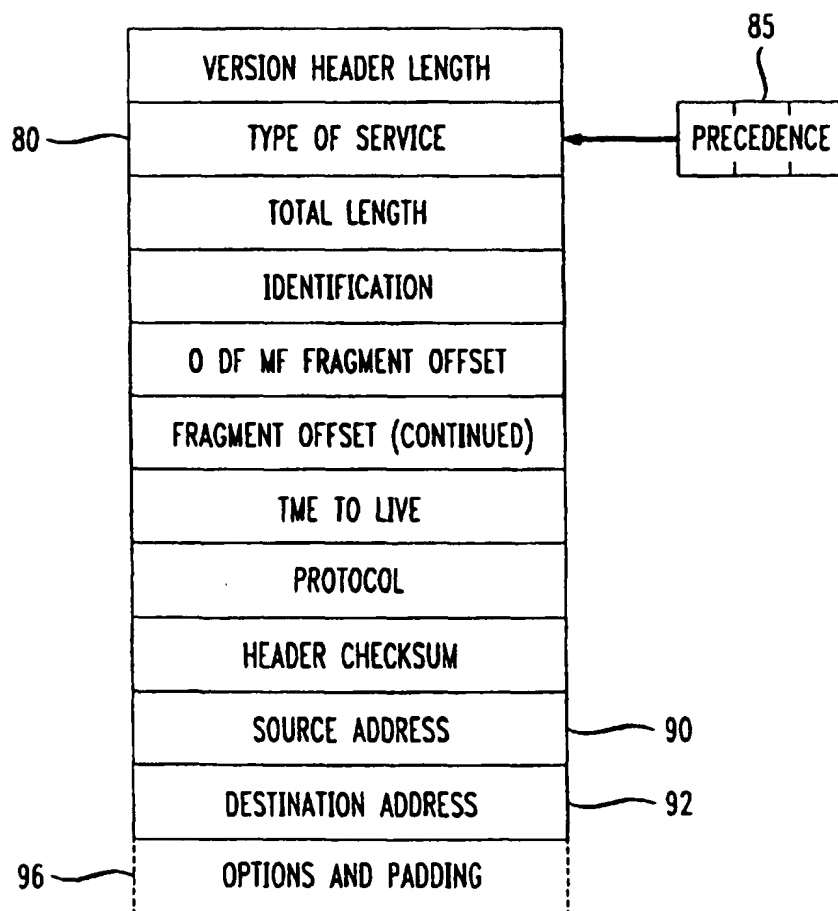 85
VERSION HEADER LENGTH
80
TYPE OF SERVICE
PRECEDENCE
TOTAL LENGTH
IDENTIFICATION
0 DF MF FRAGMENT OFFSET
FRAGMENT OFFSET (CONTINUED)
TME TO LIVE
PROTOCOL
HEADER CHECKSUM
SOURCE ADDRESS
90
DESTINATION ADDRESS
92
96
OPTIONS AND PADDING